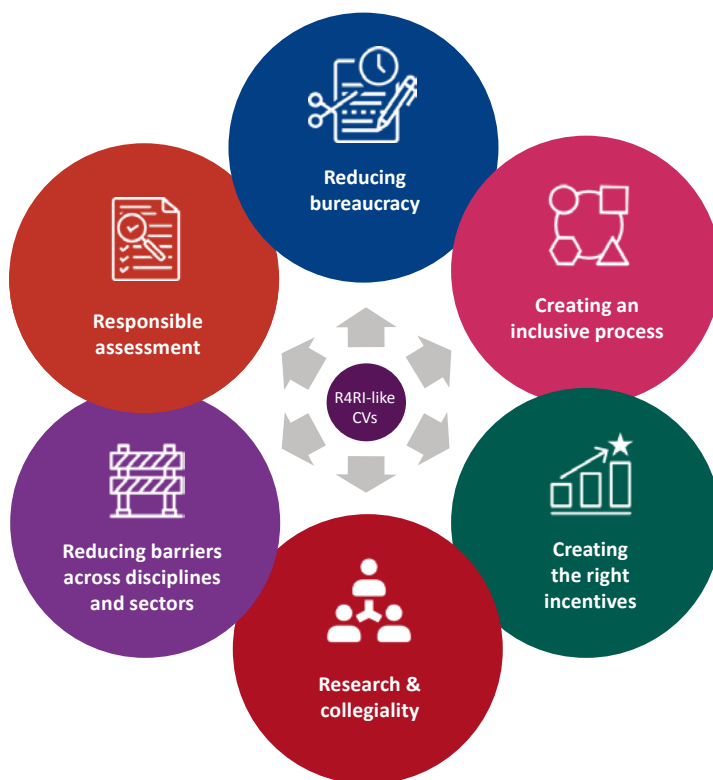 Reducing
bureaucracy
Creating an
inclusive process
Responsible
assessment
R4RI-like
CVs
Reducing barriers
across disciplines
and sectors
Creating
the right
incentives
Research &
collegiality